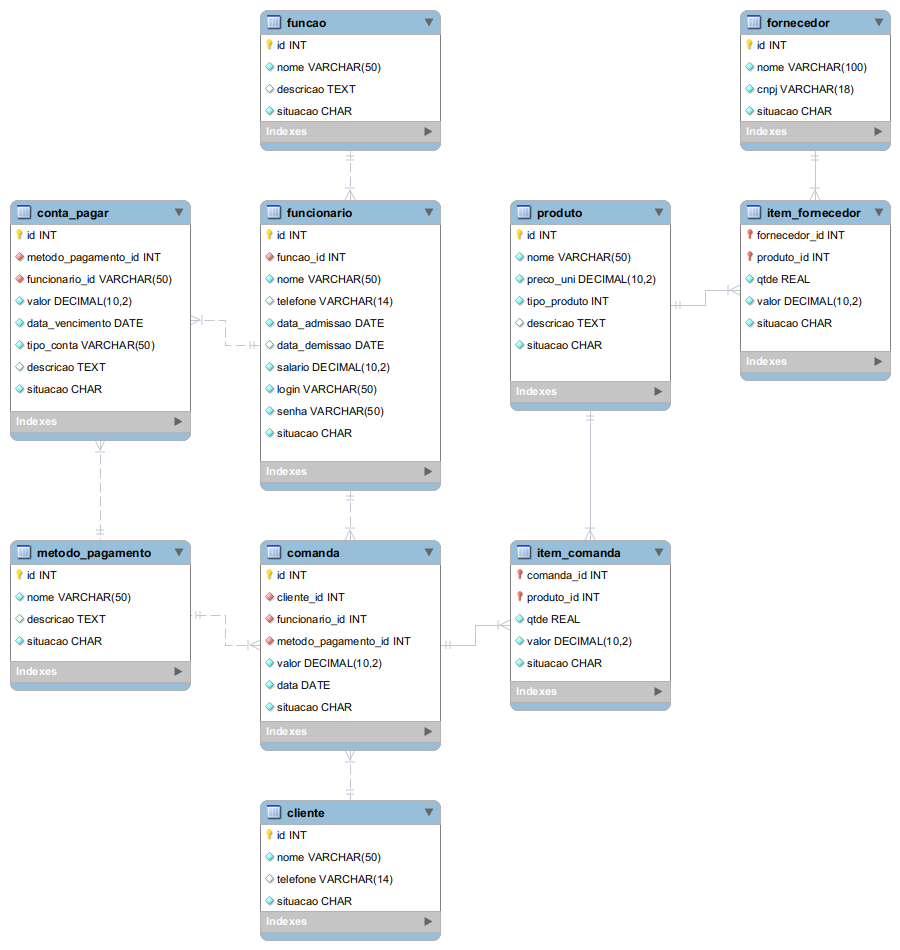 funcao
id INT
nome VARCHAR(50)
descricao TEXT
situacao CHAR
Indexes
fornecedor
id INT
nome VARCHAR(100)
cnpj VARCHAR(18)
situacao CHAR
Indexes
conta_pagar
id INT
metodo_pagamento_id INT
funcionario_id VARCHAR(50)
valor DECIMAL(10,2)
data_vencimento DATE
tipo_conta VARCHAR(50)
descricao TEXT
situacao CHAR
Indexes
funcionario
id INT
funcao_id INT
nome VARCHAR(50)
telefone VARCHAR(14)
data_admissao DATE
data_demissao DATE
salario DECIMAL(10,2)
login VARCHAR(50)
senha VARCHAR(50)
situacao CHAR
Indexes
produto
id INT
nome VARCHAR(50)
preco_uni DECIMAL(10,2)
tipo_produto INT
descricao TEXT
situacao CHAR
Indexes
item_fornecedor
fornecedor_id INT
produto_id INT
qtde REAL
valor DECIMAL(10,2)
situacao CHAR
Indexes
metodo_pagamento
id INT
nome VARCHAR(50)
descricao TEXT
situacao CHAR
Indexes
comanda
id INT
cliente_id INT
funcionario_id INT
metodo_pagamento_id INT
valor DECIMAL(10,2)
data DATE
situacao CHAR
Indexes
item_comanda
comanda_id INT
produto_id INT
qtde REAL
valor DECIMAL(10,2)
situacao CHAR
Indexes
cliente
id INT
nome VARCHAR(50)
telefone VARCHAR(14)
situacao CHAR
Indexes